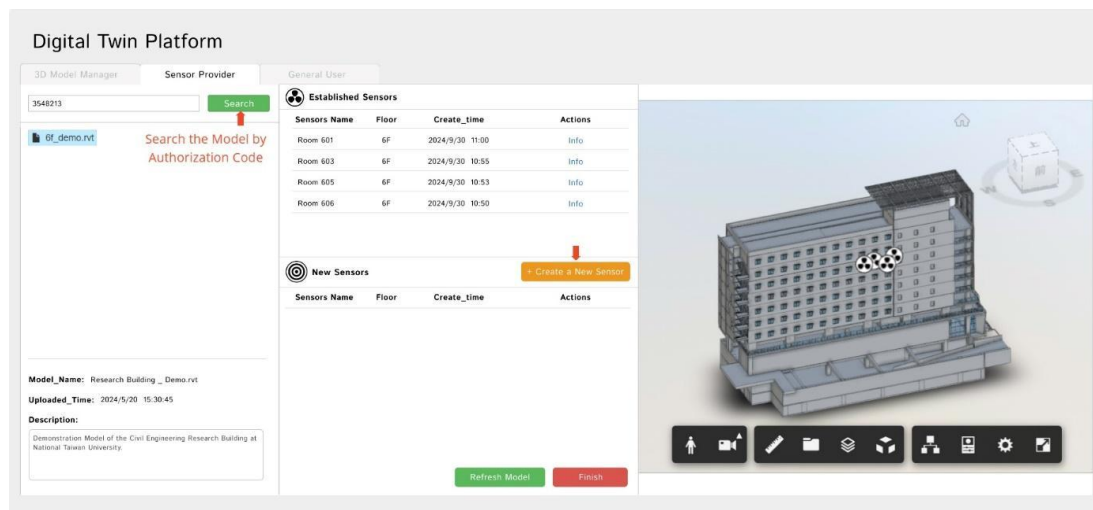 Digital Twin Platform
3D Model Manager
Sensor Provider
General User
3548213
Search
6f_demo.rvt
Search the Model by
Authorization Code
Model_Name: Research Building _ Demo.rvt
Uploaded_Time: 2024/5/20 15:30:45
Description:
Demonstration Model of the Civil Engineering Research Building at
National Taiwan University.
Established Sensors
Sensors Name Floor Create_time Actions
Room 601 6F 2024/9/30 11:00 Info
Room 603 6F 2024/9/30 10:55 Info
Room 605 6F 2024/9/30 10:53 Info
Room 606 6F 2024/9/30 10:50 Info
New Sensors
+ Create a New Sensor
Sensors Name Floor Create_time Actions
Refresh Model
Finish